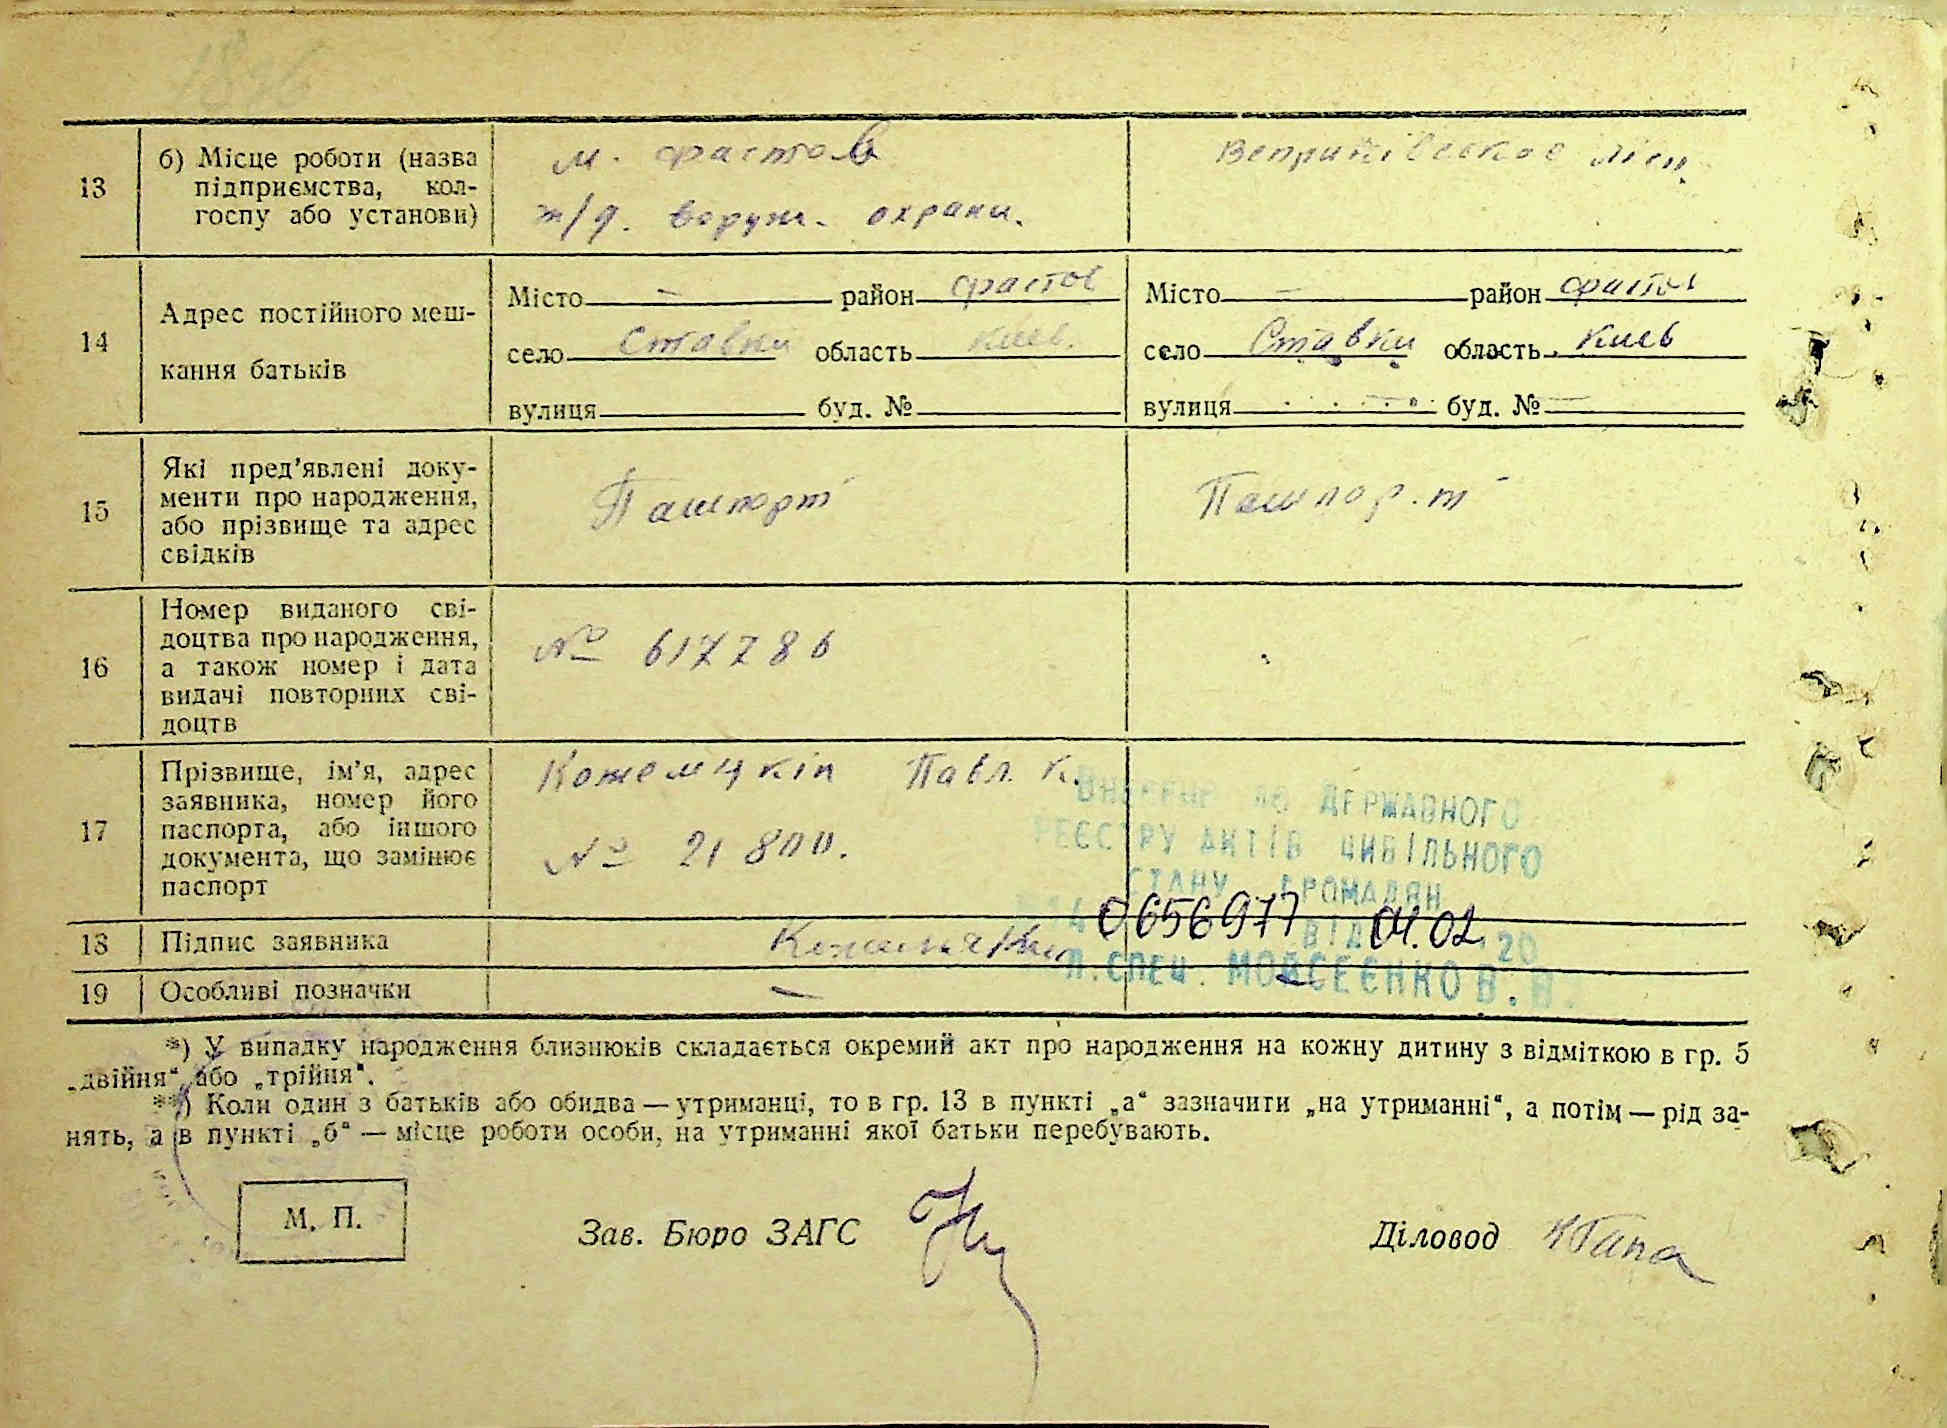 13
б) Місце роботи (назва
підприємства, кол-
госпу або установи)
м. Фастов
ж/д. воруж. охрани.
14
Адрес постійного меш-
кання батьків
Місто — район Фастов
село Ставки область Киев.
вулиця буд. №
Місто — район Фастов
село Ставки область Киев
вулиця буд. № —
15
Які пред'явлені доку-
менти про народження,
або прізвище та адрес
свідків
Пашпорт
Пашпорт
16
Номер виданого сві-
доцтва про народження,
а також номер і дата
видачі повторних сві-
доцтв
№ 617786
17
Прізвище, ім'я, адрес
заявника, номер його
паспорта, або іншого
документа, що замінює
паспорт
Павл. К.
№
ВНЕСЕНО ДО ДЕРЖАВНОГО
РЕЄСТРУ АКТІВ ЦИВІЛЬНОГО
СТАНУ ГРОМАДЯН
0656977 ВІД 04.02 20
П.СПЕЦ. МОЙСЕЄНКО В.В.
18
Підпис заявника
19
Особливі позначки
—
*) У випадку народження близнюків складається окремий акт про народження на кожну дитину з відміткою в гр. 5
„двійня“ або „трійня“.
**) Коли один з батьків або обидва — утриманці, то в гр. 13 в пункті „а“ зазначити „на утриманні“, а потім — рід за-
нять, а в пункті „б“ — місце роботи особи, на утриманні якої батьки перебувають.
М. П.
Зав. Бюро ЗАГС
Діловод